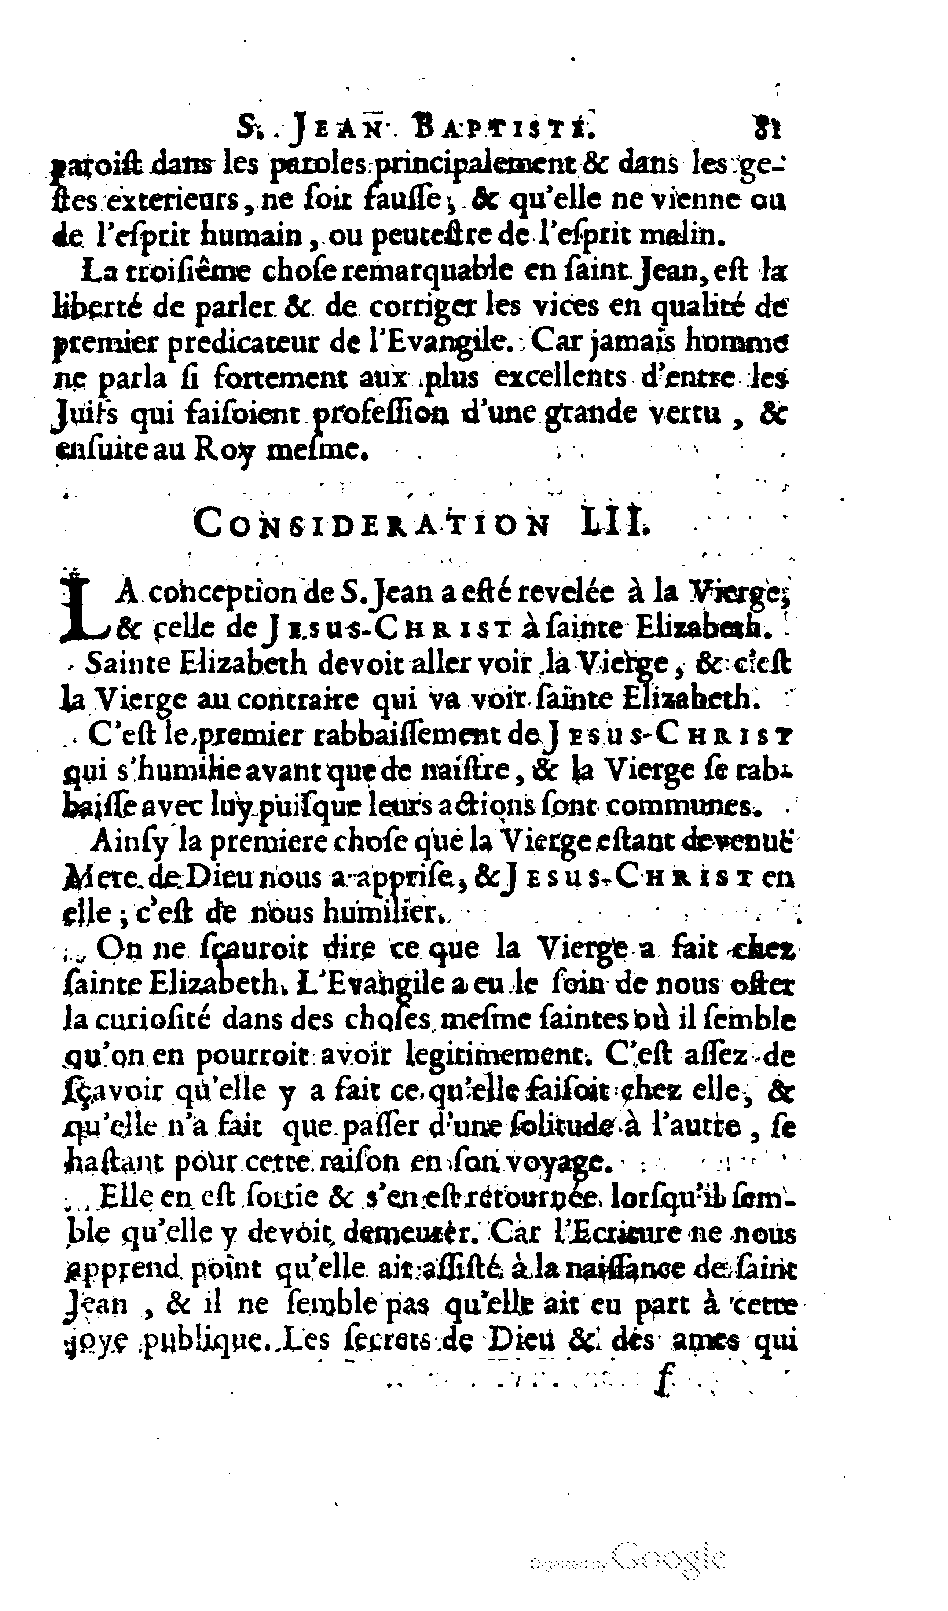 S. JEAN BAPTISTE. 81
paroiſt dans les paroles principalement & dans les ge-
ſtes exterieurs, ne ſoit fauſſe, & qu'elle ne vienne ou
de l'eſprit humain, ou peuteſtre de l'eſprit malin.
La troiſiême choſe remarquable en ſaint Jean, eſt la
liberté de parler & de corriger les vices en qualité de
premier predicateur de l'Evangile. Car jamais homme
ne parla ſi fortement aux plus excellents d'entre les
Juifs qui faiſoient profeſſion d'une grande vertu, &
enſuite au Roy meſme.
CONSIDERATION LII.
LA conception de S. Jean a eſté revelée à la Vierge,
& celle de JESUS-CHRIST à ſainte Elizabeth.
Sainte Elizabeth devoit aller voir la Vierge, & c'eſt
la Vierge au contraire qui va voir ſainte Elizabeth.
C'eſt le premier rabbaiſſement de JESUS-CHRIST
qui s'humilie avant que de naiſtre, & la Vierge ſe rab-
baiſſe avec luy puiſque leurs actions ſont communes.
Ainſy la premiere choſe que la Vierge eſtant devenuë
Mere de Dieu nous a appriſe, & JESUS-CHRIST en
elle; c'eſt de nous humilier.
On ne ſçauroit dire ce que la Vierge a fait chez
ſainte Elizabeth. L'Evangile a eu le ſoin de nous oſter
la curioſité dans des choſes meſme ſaintes où il ſemble
qu'on en pourroit avoir legitimement. C'eſt aſſez de
ſçavoir qu'elle y a fait ce qu'elle faiſoit chez elle, &
qu'elle n'a fait que paſſer d'une ſolitude à l'autre, ſe
haſtant pour cette raiſon en ſon voyage.
Elle en eſt ſortie & s'en eſt retournée lorſqu'il ſem-
ble qu'elle y devoit demeurer. Car l'Ecriture ne nous
apprend point qu'elle ait aſſiſté à la naiſſance de ſaint
Jean, & il ne ſemble pas qu'elle ait eu part à cette
joye publique. Les ſecrets de Dieu & des ames qui
f
Digitized by Google